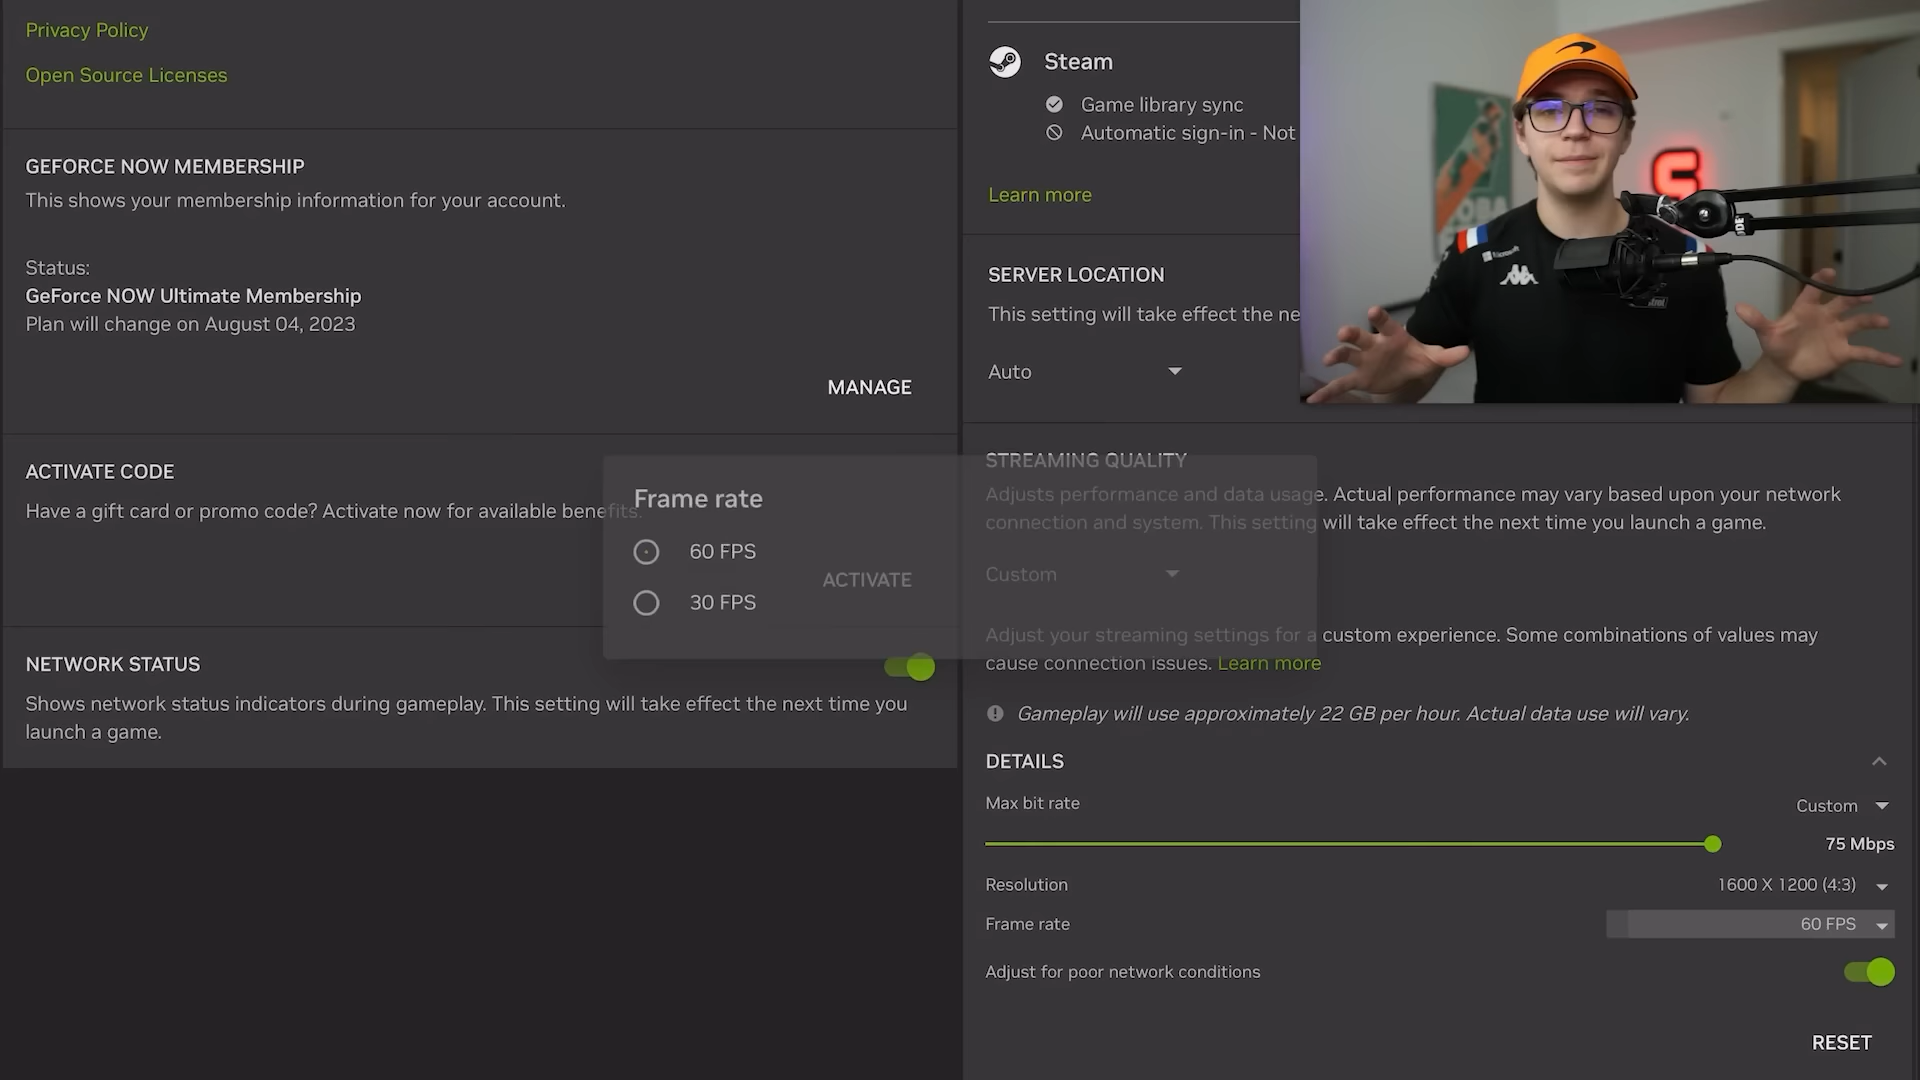 Privacy Policy
Open Source Licenses
GEFORCE NOW MEMBERSHIP
This shows your membership information for your account.
Status:
GeForce NOW Ultimate Membership
Plan will change on August 04, 2023
MANAGE
ACTIVATE CODE
Have a gift card or promo code? Activate now for available benefits.
ACTIVATE
NETWORK STATUS
Shows network status indicators during gameplay. This setting will take effect the next time you
launch a game.
Frame rate
60 FPS
30 FPS
Steam
Game library sync
Automatic sign-in - Not
Learn more
SERVER LOCATION
This setting will take effect the ne
Auto
STREAMING QUALITY
Adjusts performance and data usage. Actual performance may vary based upon your network
connection and system. This setting will take effect the next time you launch a game.
Custom
Adjust your streaming settings for a custom experience. Some combinations of values may
cause connection issues. Learn more
Gameplay will use approximately 22 GB per hour. Actual data use will vary.
DETAILS
Max bit rate
Custom
75 Mbps
Resolution
1600 X 1200 (4:3)
Frame rate
60 FPS
Adjust for poor network conditions
RESET
Microsoft